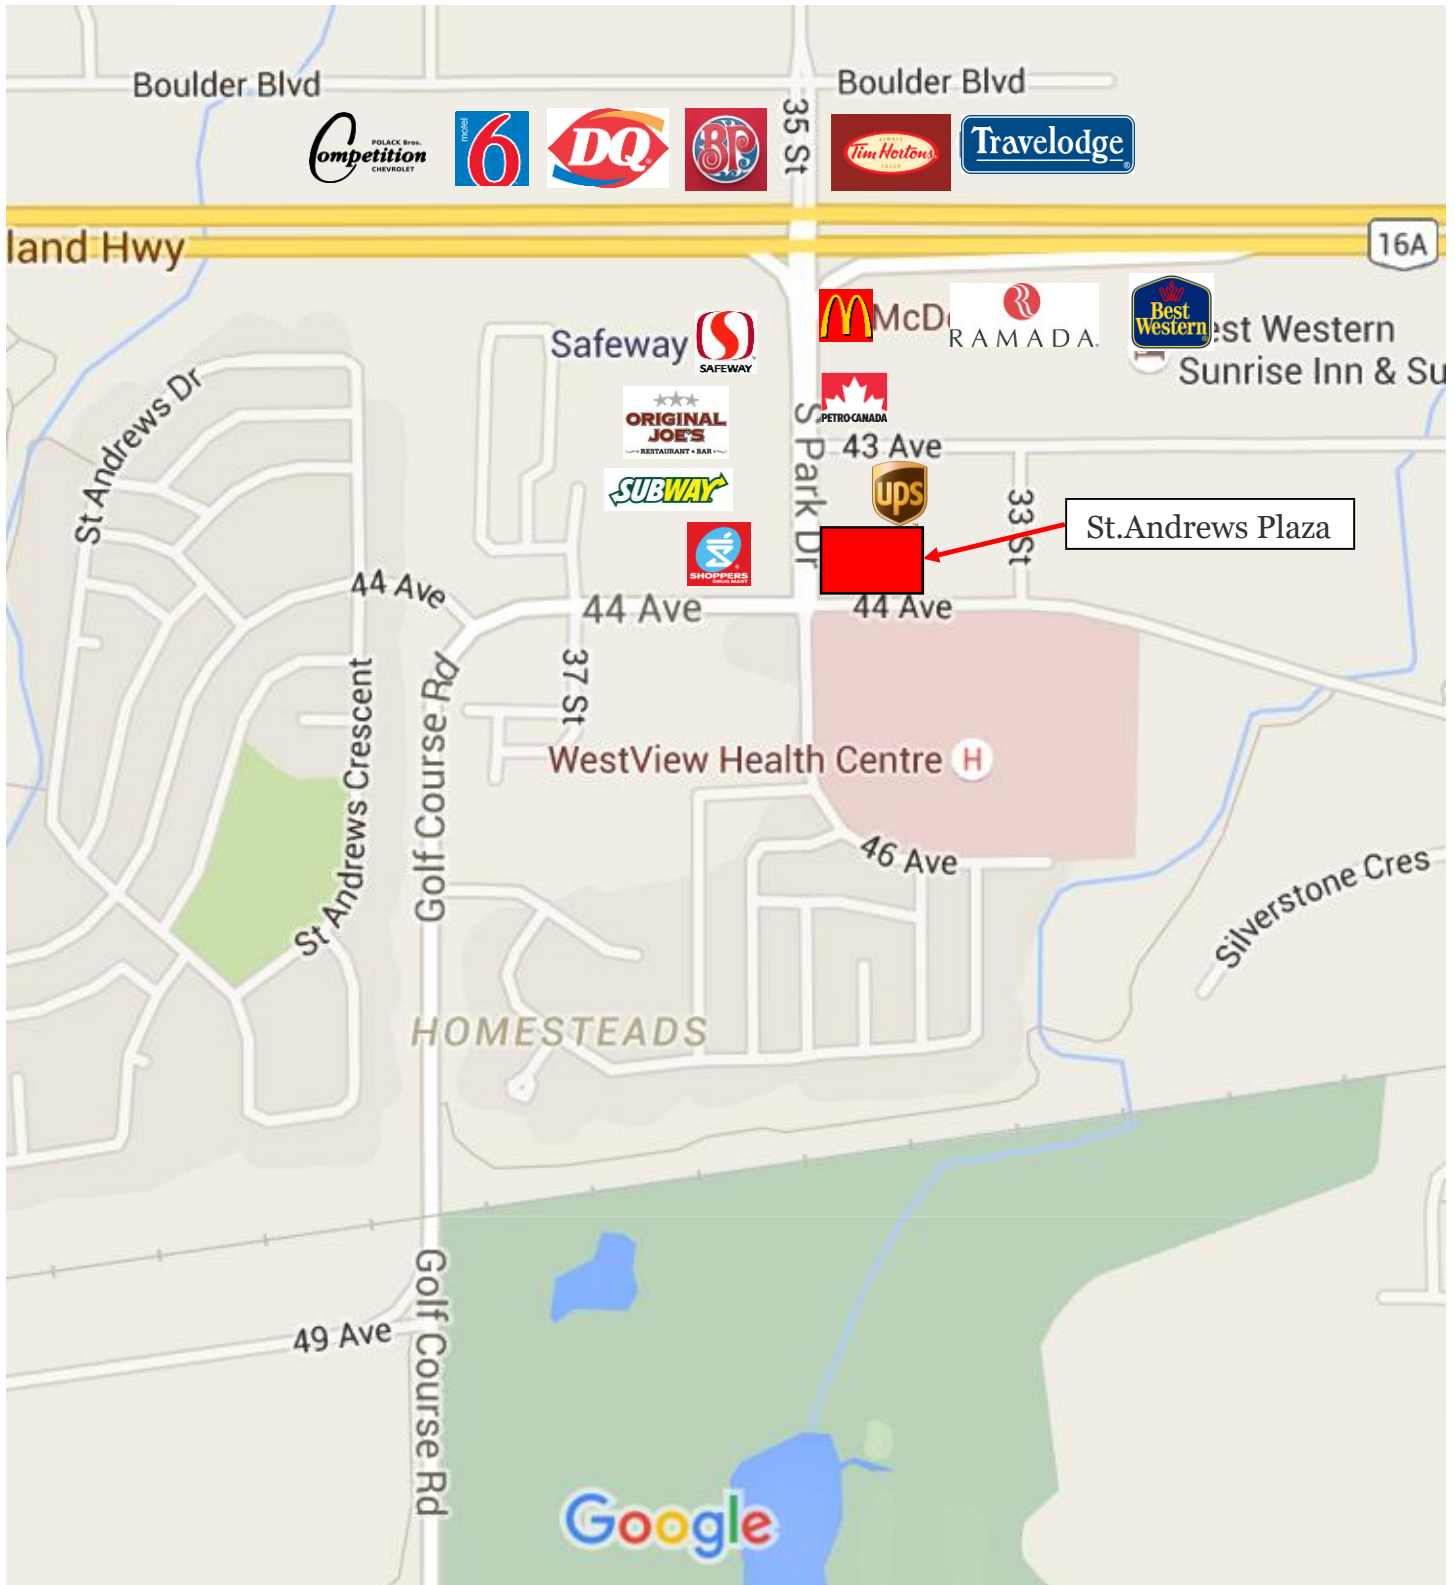 Boulder Blvd
Boulder Blvd
35 St
POLACK Bros.
Competition
CHEVROLET
motel
6
DQ
BP
ALWAYS
Tim Hortons
FRESH
Travelodge
land Hwy
16A
Safeway
SAFEWAY
McD
RAMADA
Best
Western
est Western
Sunrise Inn & Su
St Andrews Dr
ORIGINAL
JOE'S
RESTAURANT • BAR
PETRO-CANADA
S Park Dr
43 Ave
SUBWAY
ups
33 St
St.Andrews Plaza
SHOPPERS
DRUG MART
44 Ave
44 Ave
44 Ave
37 St
Golf Course Rd
St Andrews Crescent
WestView Health Centre H
46 Ave
Silverstone Cres
HOMESTEADS
49 Ave
Golf Course Rd
Google